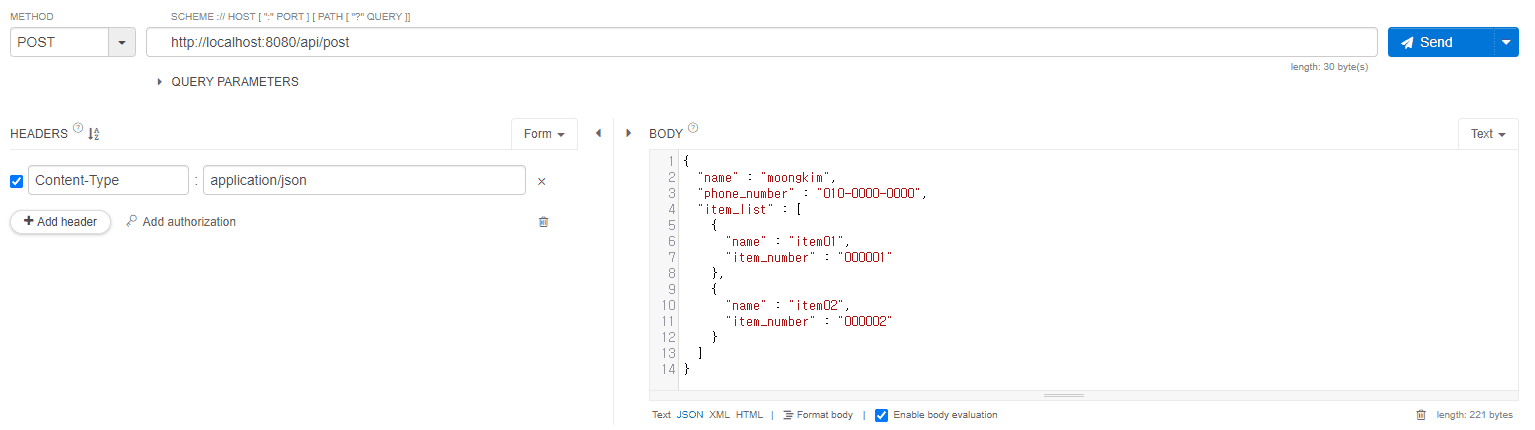 METHOD
SCHEME :// HOST [ ":" PORT ] [ PATH [ "?" QUERY ]]
POST
http://localhost:8080/api/post
Send
length: 30 byte(s)
QUERY PARAMETERS
HEADERS ? A Z
Form
BODY ?
Text
Content-Type : application/json ×
+ Add header
Add authorization
1 {
2 "name" : "moongkim",
3 "phone_number" : "010-0000-0000",
4 "item_list" : [
5 {
6 "name" : "item01",
7 "item_number" : "000001"
8 },
9 {
10 "name" : "item02",
11 "item_number" : "000002"
12 }
13 ]
14 }
Text JSON XML HTML | Format body | Enable body evaluation
length: 221 bytes